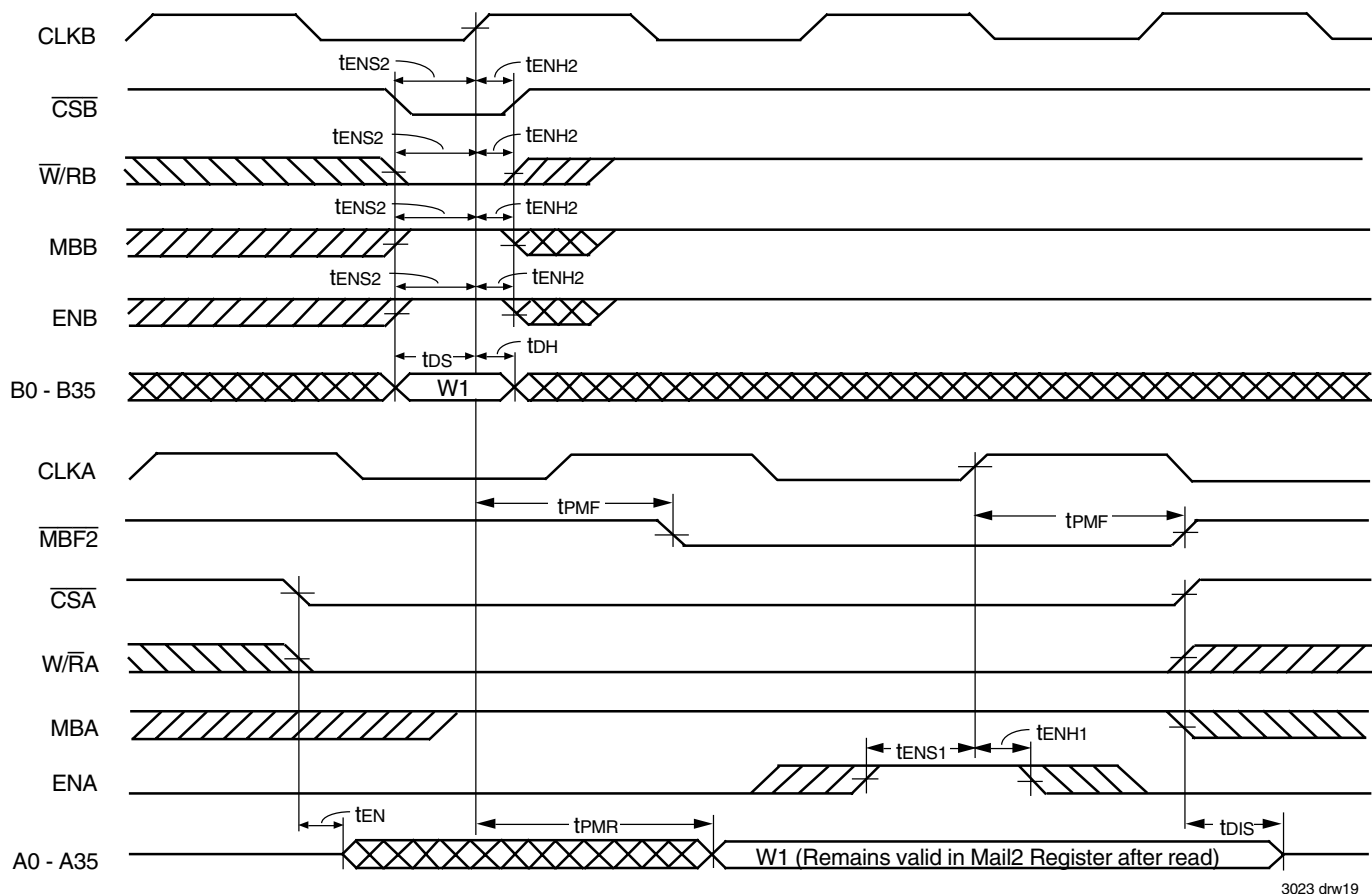 CLKB
tENS2 tENH2
CSB
tENS2 tENH2
W/RB
tENS2 tENH2
MBB
tENS2 tENH2
ENB
tDS tDH
B0 - B35 W1
CLKA
tPMF tPMF
MBF2
CSA
W/RA
MBA
tENS1 tENH1
ENA
tEN tPMR tDIS
A0 - A35 W1 (Remains valid in Mail2 Register after read)
3023 drw19